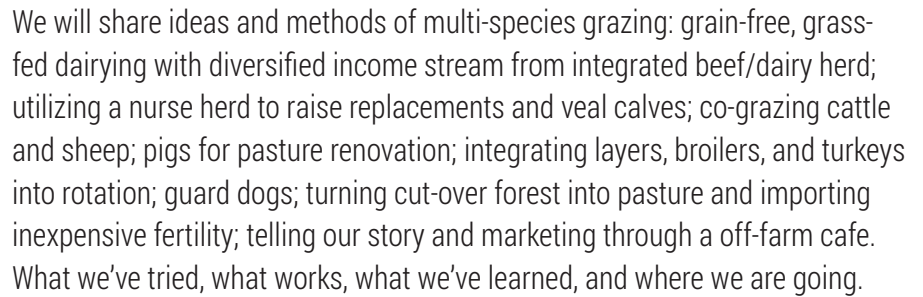 We will share ideas and methods of multi-species grazing: grain-free, grass-
fed dairying with diversified income stream from integrated beef/dairy herd;
utilizing a nurse herd to raise replacements and veal calves; co-grazing cattle
and sheep; pigs for pasture renovation; integrating layers, broilers, and turkeys
into rotation; guard dogs; turning cut-over forest into pasture and importing
inexpensive fertility; telling our story and marketing through a off-farm cafe.
What we've tried, what works, what we've learned, and where we are going.